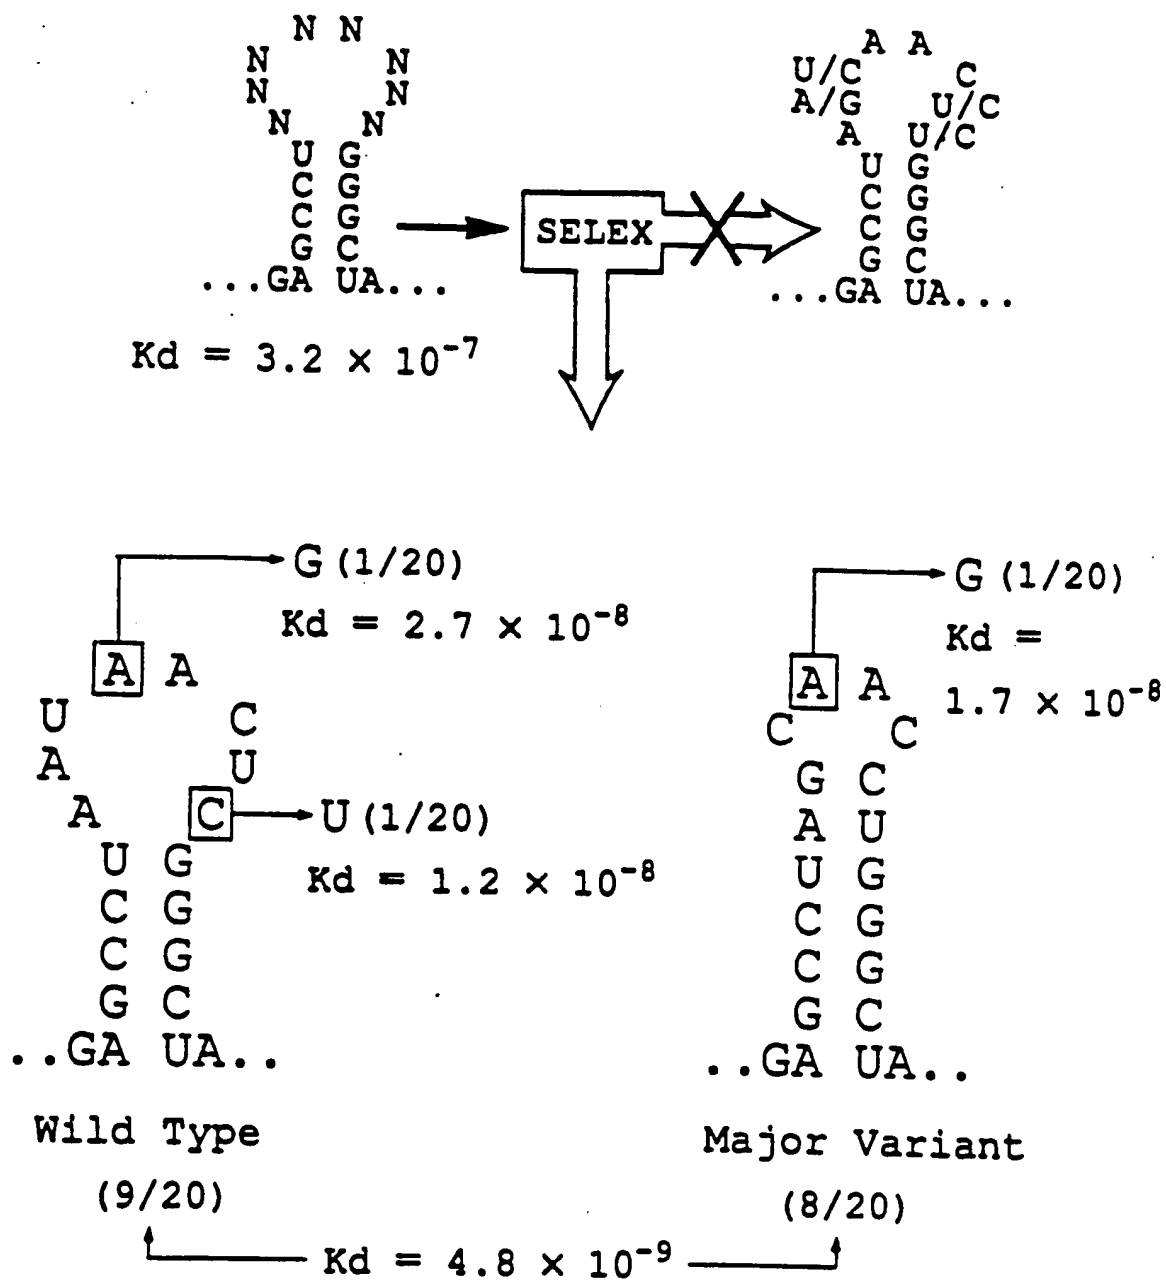 N N
N N
N N
N N
U G
C G
C G
G C
...GA UA...
Kd = 3.2 × 10⁻⁷
SELEX
A A
U/C C
A/G U/C
A U/C
U G
C G
C G
G C
...GA UA...
G (1/20)
Kd = 2.7 × 10⁻⁸
A A
U C
A U
A C
U (1/20)
Kd = 1.2 × 10⁻⁸
U G
C G
C G
G C
..GA UA..
Wild Type
(9/20)
G (1/20)
Kd =
1.7 × 10⁻⁸
A A
C C
G C
A U
U G
C G
C G
G C
..GA UA..
Major Variant
(8/20)
Kd = 4.8 × 10⁻⁹